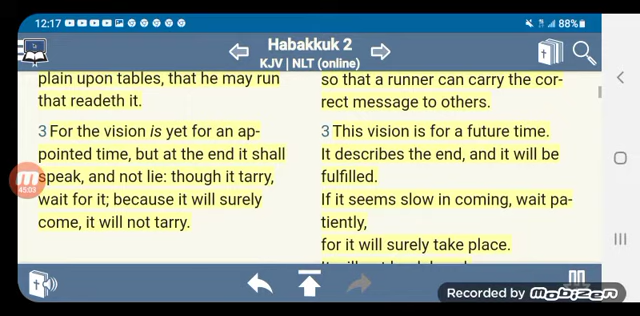 12:17
88%
Habakkuk 2
KJV | NLT (online)
plain upon tables, that he may run
that readeth it.
3 For the vision is yet for an ap-
pointed time, but at the end it shall
speak, and not lie: though it tarry,
wait for it; because it will surely
come, it will not tarry.
so that a runner can carry the cor-
rect message to others.
3 This vision is for a future time.
It describes the end, and it will be
fulfilled.
If it seems slow in coming, wait pa-
tiently,
for it will surely take place.
45:03
Recorded by Mobizen